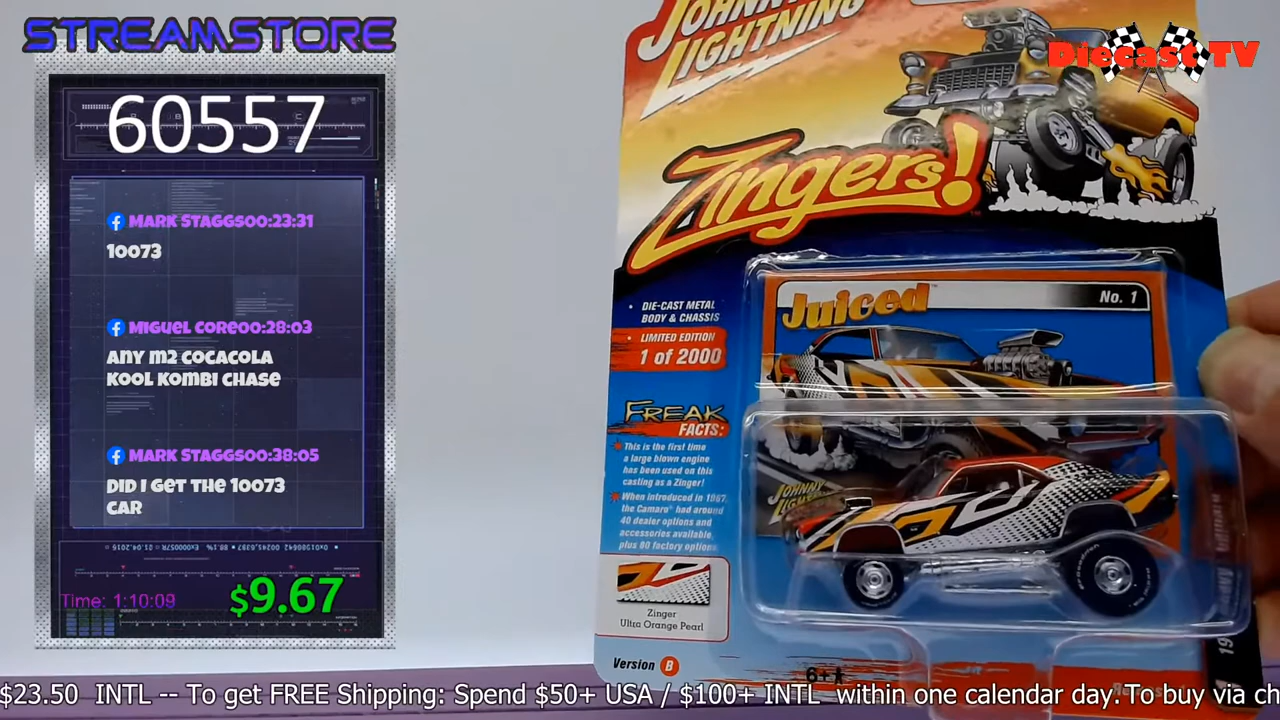 STREAMSTORE
60557
MARK STAGGS00:23:31
10073
MIGUEL CORE00:28:03
ANY M2 COCACOLA
KOOL KOMBI CHASE
MARK STAGGS00:38:05
DID I GET THE 10073
CAR
Time: 1:10:09
$9.67
JOHNNY
LIGHTNING
Diecast TV
Zingers!
• DIE-CAST METAL
BODY & CHASSIS
• LIMITED EDITION
1 of 2000
FREAK
FACTS:
This is the first time
a large blown engine
has been used on this
casting as a Zinger!
When introduced in 1967,
the Camaro® had around
40 dealer options and
accessories available
plus 80 factory options
Zinger
Ultra Orange Pearl
Version B
Juiced™
No. 1
JOHNNY
$23.50 INTL -- To get FREE Shipping: Spend $50+ USA / $100+ INTL within one calendar day. To buy via ch